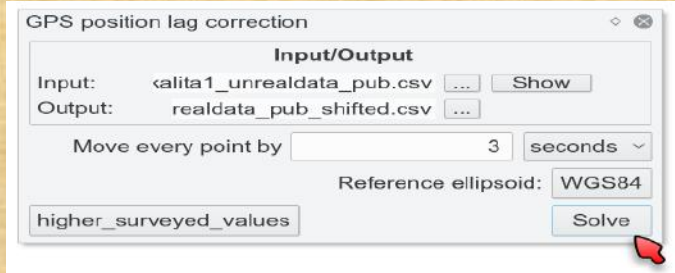 GPS position lag correction
Input/Output
Input: kalita1_unrealdata_pub.csv ... Show
Output: realdata_pub_shifted.csv ...
Move every point by 3 seconds
Reference ellipsoid: WGS84
higher_surveyed_values Solve